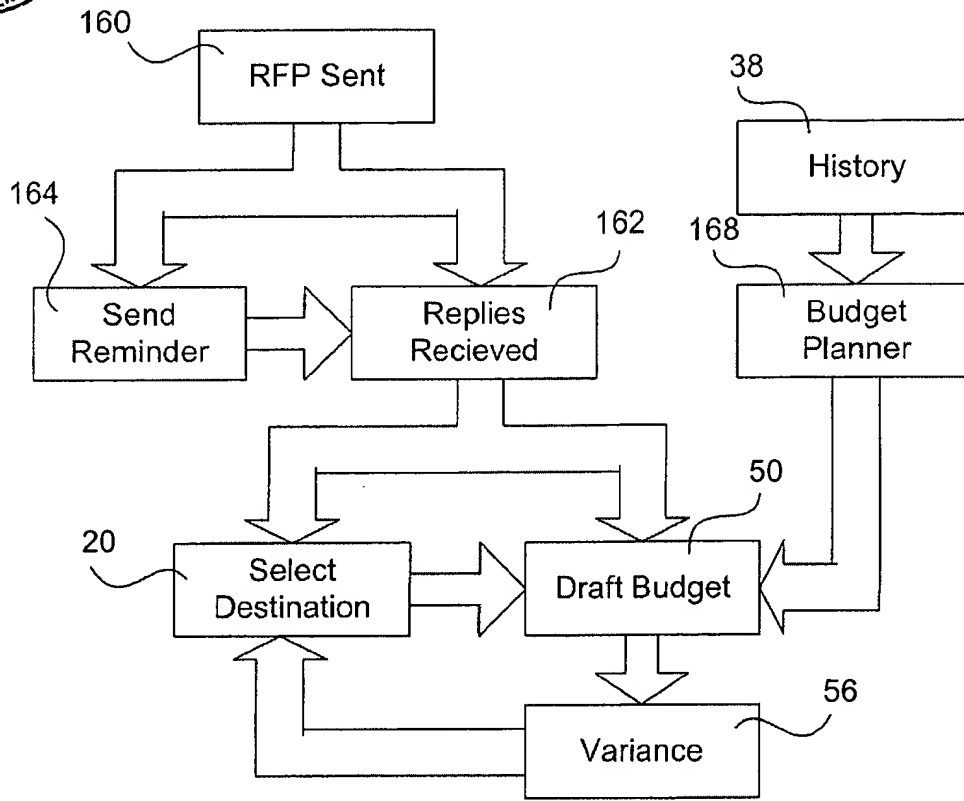 160
RFP Sent
38
History
164
162
168
Send
Reminder
Replies
Recieved
Budget
Planner
50
20
Select
Destination
Draft Budget
56
Variance